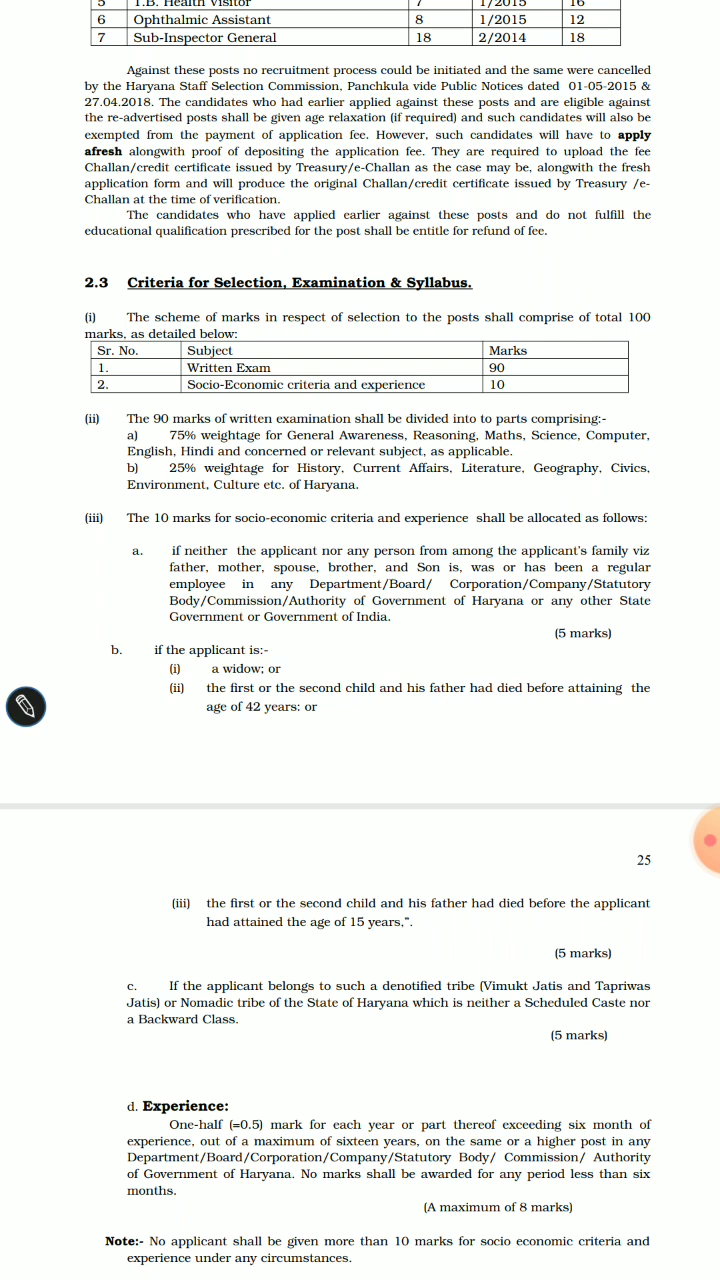 5 T.B. Health Visitor 7 1/2015 16
6 Ophthalmic Assistant 8 1/2015 12
7 Sub-Inspector General 18 2/2014 18
Against these posts no recruitment process could be initiated and the same were cancelled
by the Haryana Staff Selection Commission, Panchkula vide Public Notices dated 01-05-2015 &
27.04.2018. The candidates who had earlier applied against these posts and are eligible against
the re-advertised posts shall be given age relaxation (if required) and such candidates will also be
exempted from the payment of application fee. However, such candidates will have to apply
afresh alongwith proof of depositing the application fee. They are required to upload the fee
Challan/credit certificate issued by Treasury/e-Challan as the case may be, alongwith the fresh
application form and will produce the original Challan/credit certificate issued by Treasury /e-
Challan at the time of verification.
The candidates who have applied earlier against these posts and do not fulfill the
educational qualification prescribed for the post shall be entitle for refund of fee.
2.3 Criteria for Selection, Examination & Syllabus.
(i) The scheme of marks in respect of selection to the posts shall comprise of total 100
marks, as detailed below:
Sr. No. Subject Marks
1. Written Exam 90
2. Socio-Economic criteria and experience 10
(ii) The 90 marks of written examination shall be divided into to parts comprising:-
a) 75% weightage for General Awareness, Reasoning, Maths, Science, Computer,
English, Hindi and concerned or relevant subject, as applicable.
b) 25% weightage for History, Current Affairs, Literature, Geography, Civics,
Environment, Culture etc. of Haryana.
(iii) The 10 marks for socio-economic criteria and experience shall be allocated as follows:
a. if neither the applicant nor any person from among the applicant's family viz
father, mother, spouse, brother, and Son is, was or has been a regular
employee in any Department/Board/ Corporation/Company/Statutory
Body/Commission/Authority of Government of Haryana or any other State
Government or Government of India.
(5 marks)
b. if the applicant is:-
(i) a widow; or
(ii) the first or the second child and his father had died before attaining the
age of 42 years: or
25
(iii) the first or the second child and his father had died before the applicant
had attained the age of 15 years,".
(5 marks)
c. If the applicant belongs to such a denotified tribe (Vimukt Jatis and Tapriwas
Jatis) or Nomadic tribe of the State of Haryana which is neither a Scheduled Caste nor
a Backward Class.
(5 marks)
d. Experience:
One-half (=0.5) mark for each year or part thereof exceeding six month of
experience, out of a maximum of sixteen years, on the same or a higher post in any
Department/Board/Corporation/Company/Statutory Body/ Commission/ Authority
of Government of Haryana. No marks shall be awarded for any period less than six
months.
(A maximum of 8 marks)
Note:- No applicant shall be given more than 10 marks for socio economic criteria and
experience under any circumstances.